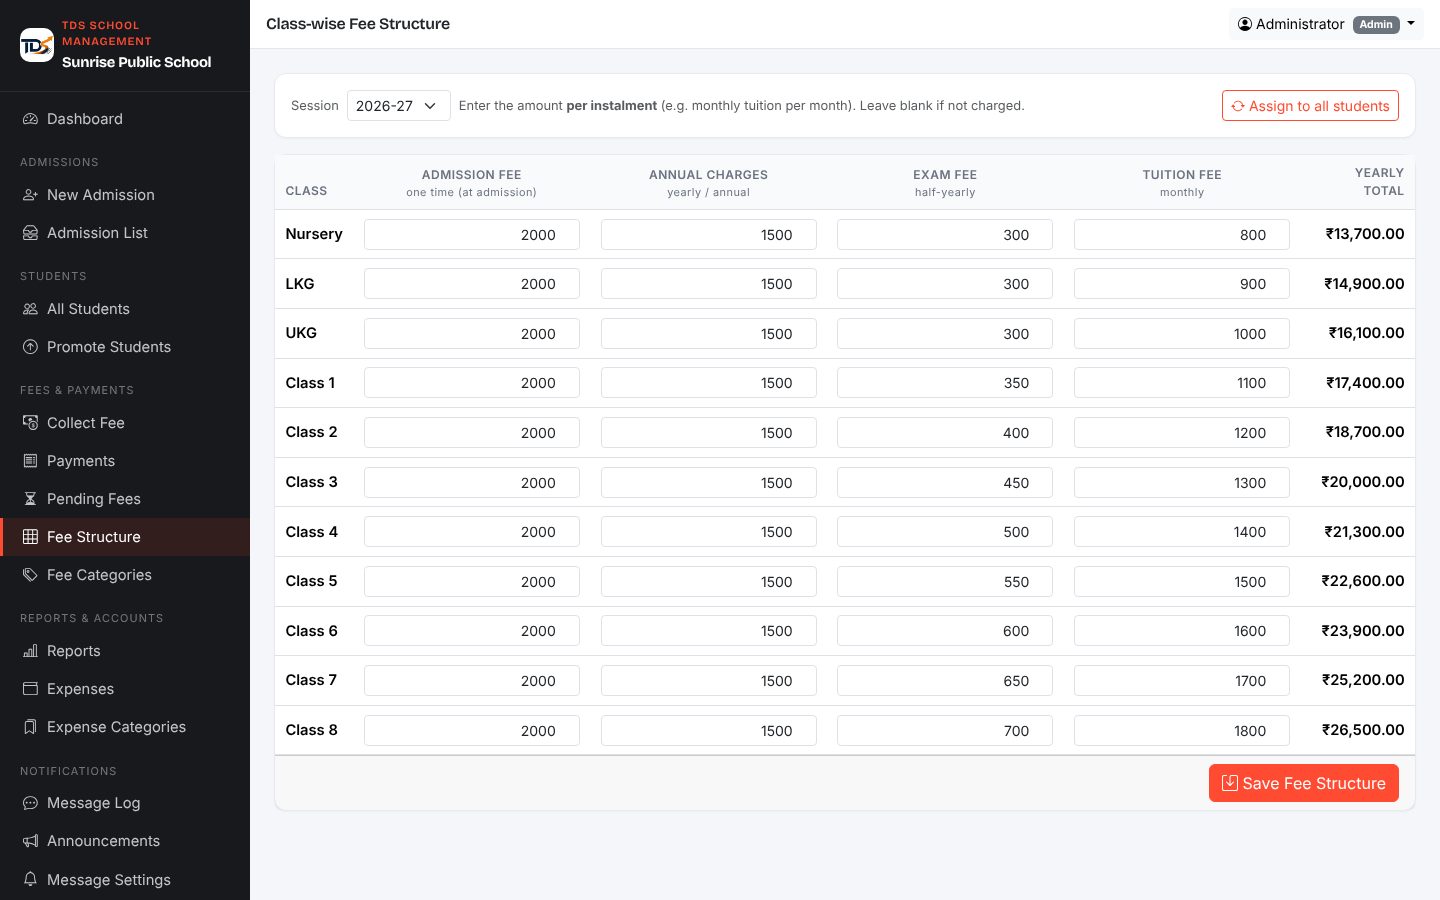 TDS
TDS SCHOOL
MANAGEMENT
Sunrise Public School
Dashboard
ADMISSIONS
New Admission
Admission List
STUDENTS
All Students
Promote Students
FEES & PAYMENTS
Collect Fee
Payments
Pending Fees
Fee Structure
Fee Categories
REPORTS & ACCOUNTS
Reports
Expenses
Expense Categories
NOTIFICATIONS
Message Log
Announcements
Message Settings
Class-wise Fee Structure
Administrator Admin
Session 2026-27 Enter the amount per instalment (e.g. monthly tuition per month). Leave blank if not charged. Assign to all students
CLASS ADMISSION FEE one time (at admission) ANNUAL CHARGES yearly / annual EXAM FEE half-yearly TUITION FEE monthly YEARLY TOTAL
Nursery 2000 1500 300 800 ₹13,700.00
LKG 2000 1500 300 900 ₹14,900.00
UKG 2000 1500 300 1000 ₹16,100.00
Class 1 2000 1500 350 1100 ₹17,400.00
Class 2 2000 1500 400 1200 ₹18,700.00
Class 3 2000 1500 450 1300 ₹20,000.00
Class 4 2000 1500 500 1400 ₹21,300.00
Class 5 2000 1500 550 1500 ₹22,600.00
Class 6 2000 1500 600 1600 ₹23,900.00
Class 7 2000 1500 650 1700 ₹25,200.00
Class 8 2000 1500 700 1800 ₹26,500.00
Save Fee Structure